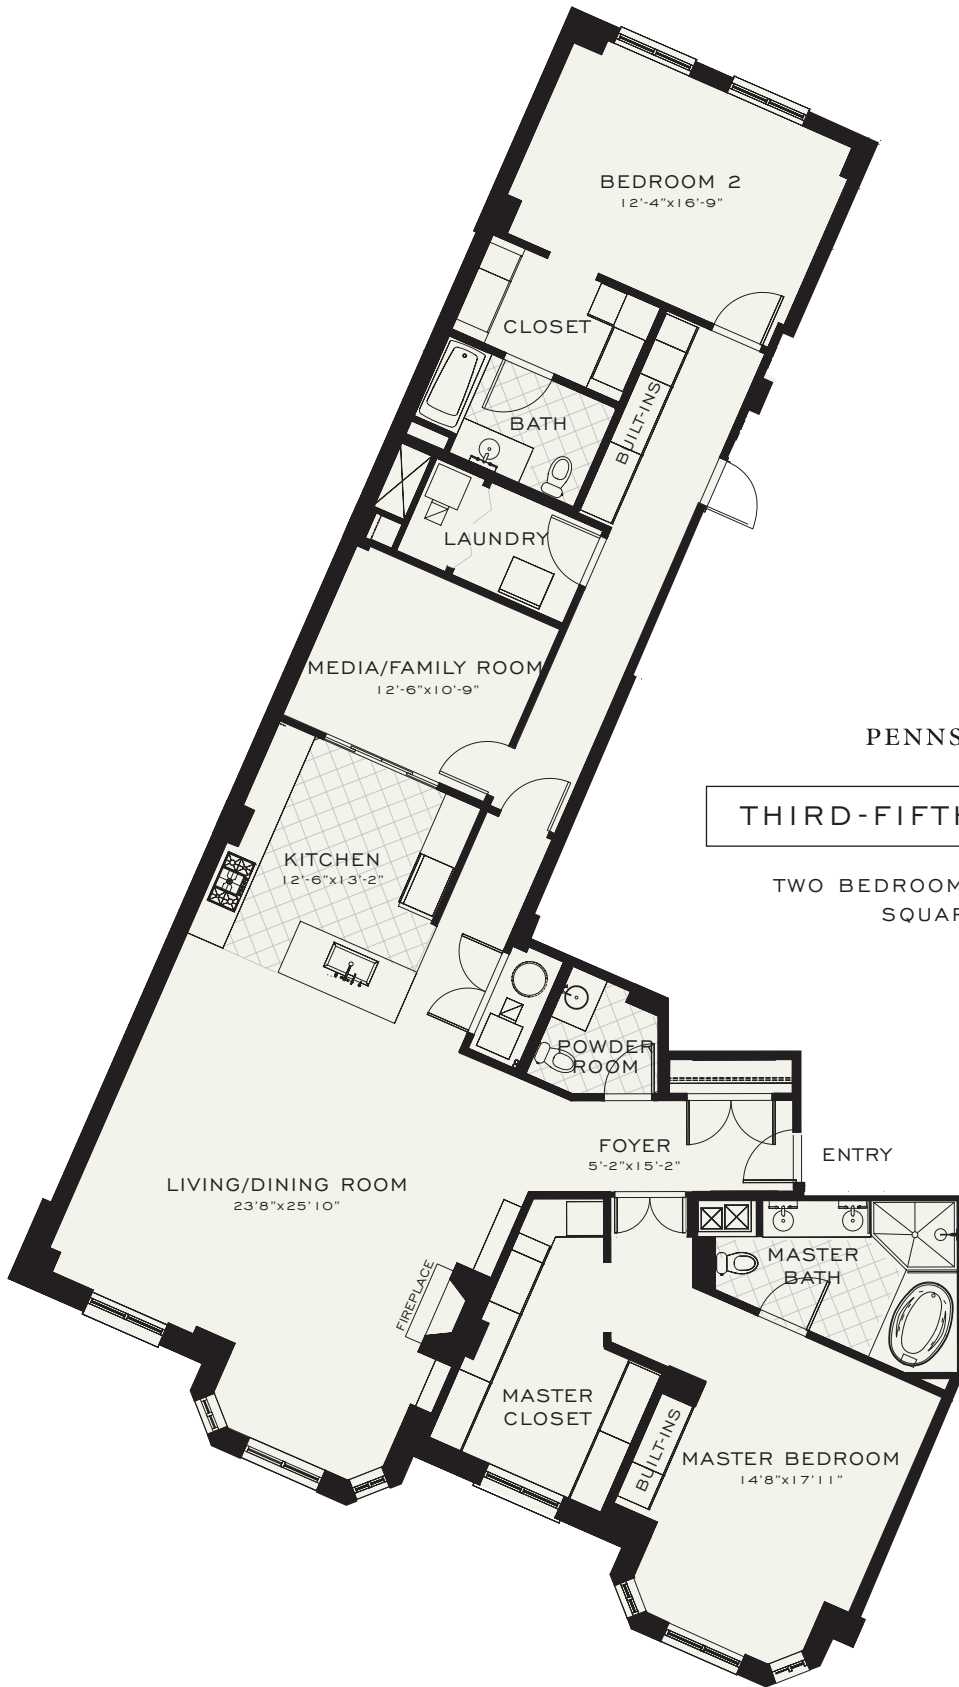 BEDROOM 2
12'-4"x16'-9"
CLOSET
BUILT-INS
BATH
LAUNDRY
MEDIA/FAMILY ROOM
12'-6"x10'-9"
PENNS
THIRD-FIFTH
TWO BEDROOM
SQUAR
KITCHEN
12'-6"x13'-2"
POWDER
ROOM
FOYER
5'-2"x15'-2"
ENTRY
LIVING/DINING ROOM
23'8"x25'10"
MASTER
BATH
FIREPLACE
MASTER
CLOSET
BUILT-INS
MASTER BEDROOM
14'8"x17'11"